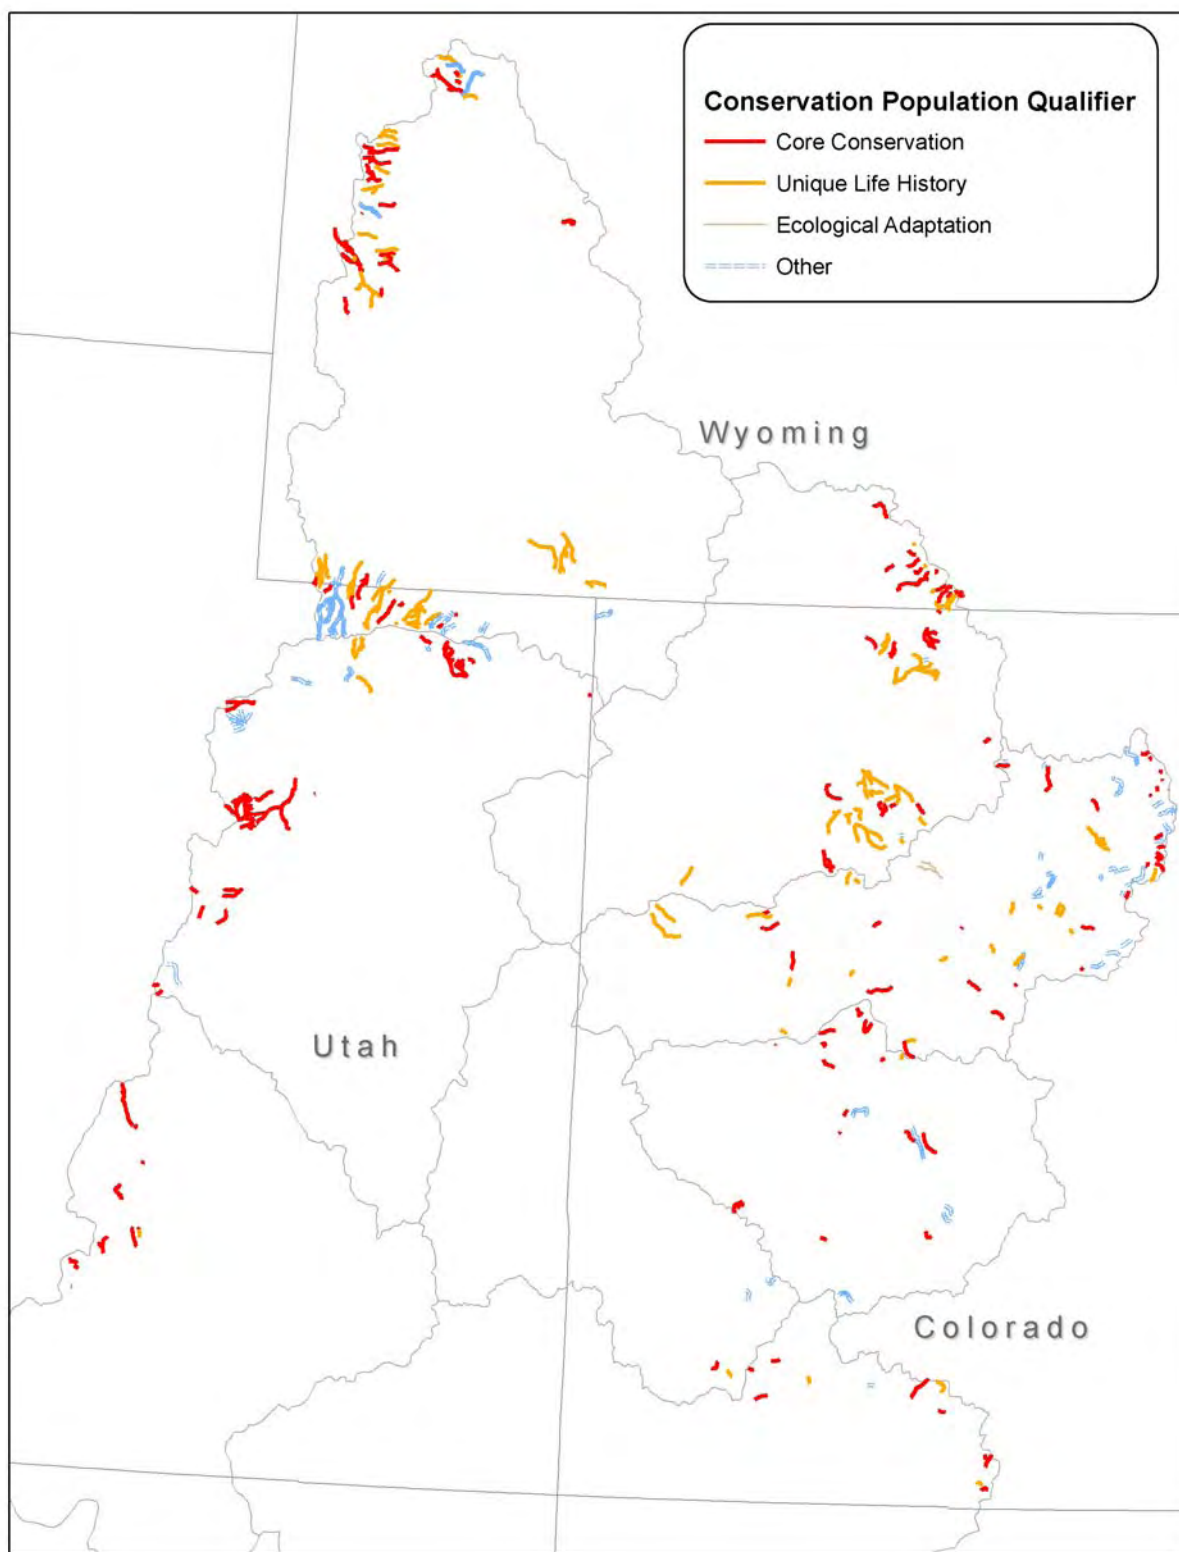 Conservation Population Qualifier
Core Conservation
Unique Life History
Ecological Adaptation
Other
Wyoming
Utah
Colorado